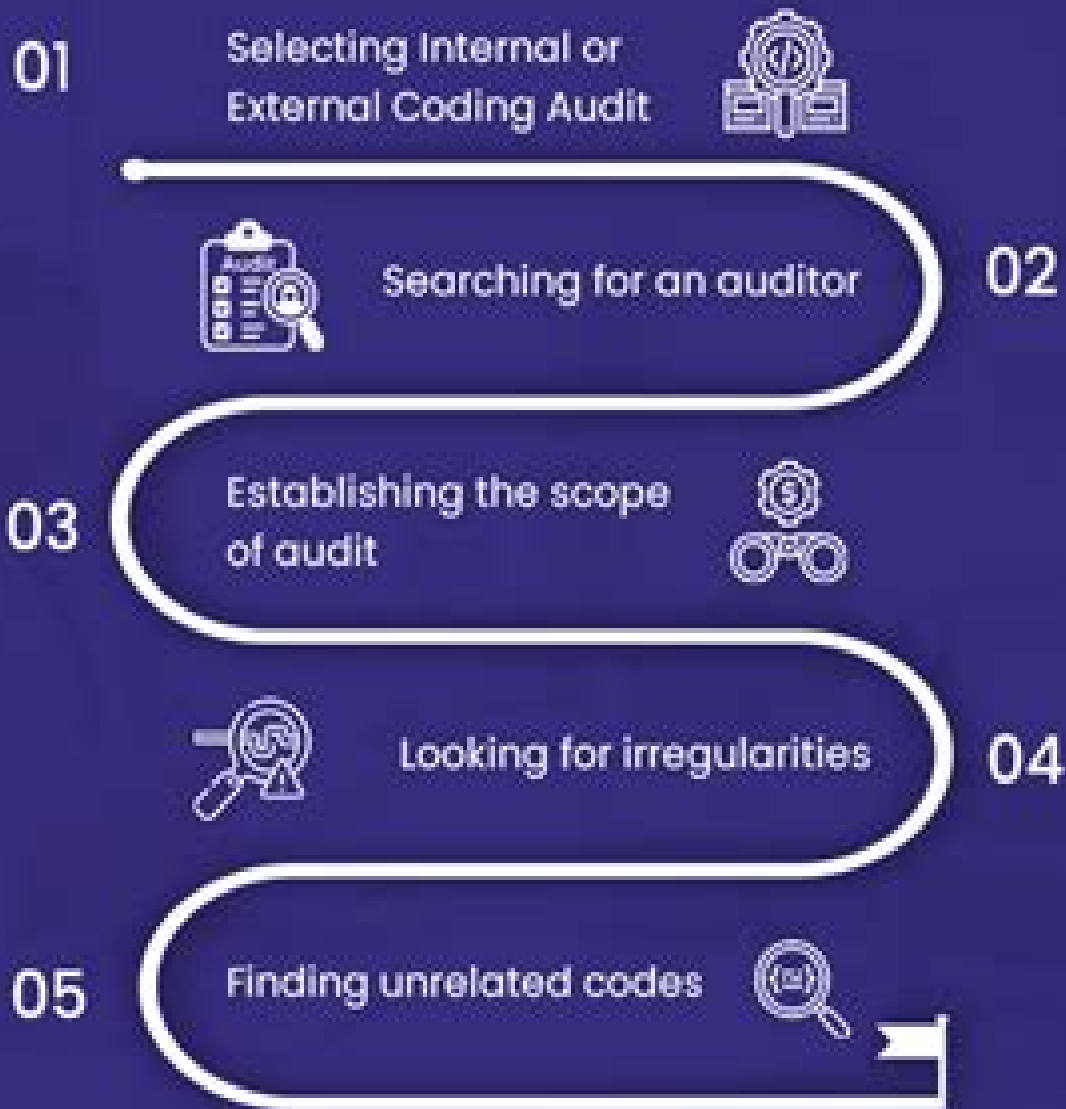 01
Selecting Internal or
External Coding Audit
Audit
Searching for an auditor
02
03
Establishing the scope
of audit
Looking for irregularities
04
05
Finding unrelated codes